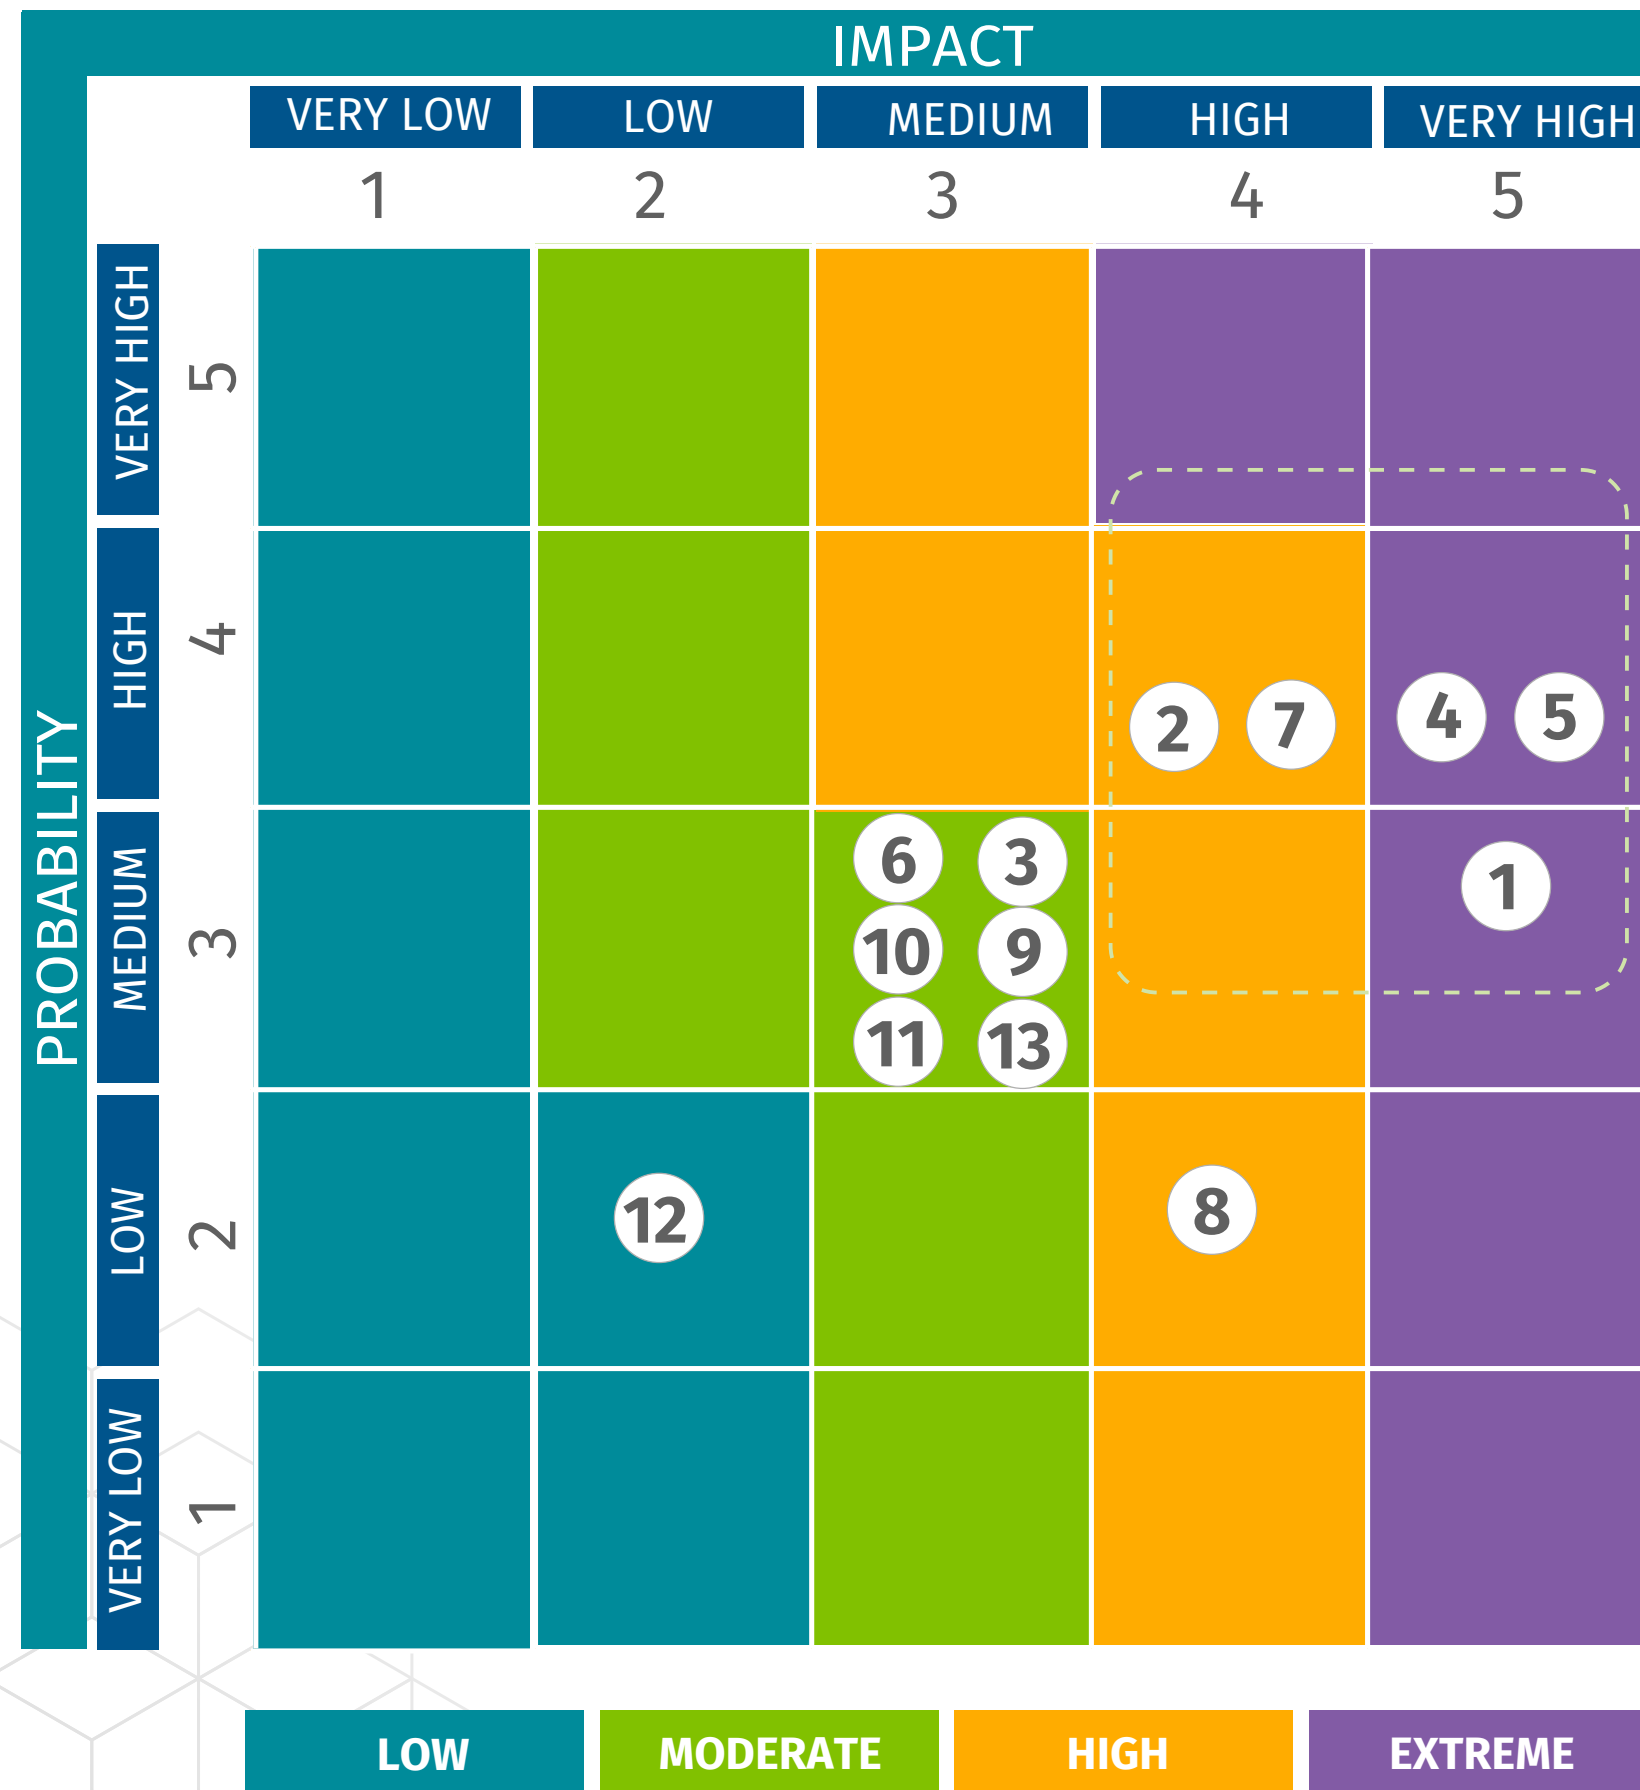 IMPACT
VERY LOW LOW MEDIUM HIGH VERY HIGH
1 2 3 4 5
PROBABILITY
VERY HIGH
5
HIGH
4
2 7 4 5
MEDIUM
3
6 3
1
10 9
11 13
LOW
2
12 8
VERY LOW
1
LOW MODERATE HIGH EXTREME